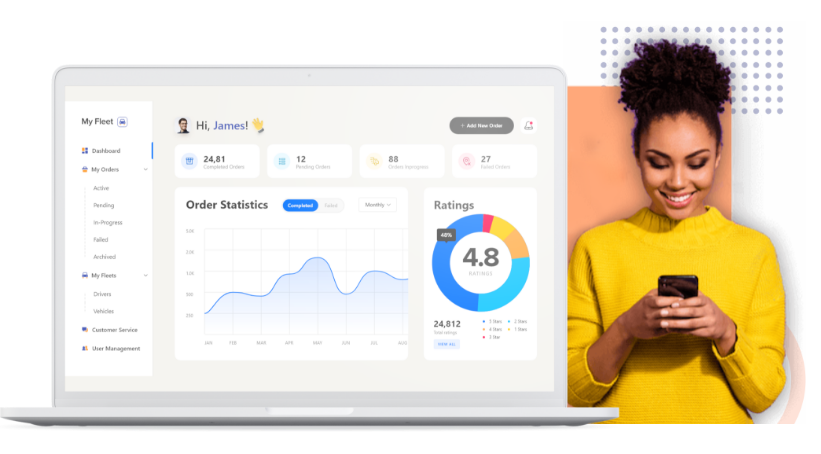 My Fleet
Hi, James!
+ Add New Order
Dashboard
My Orders
Active
Pending
In-Progress
Failed
Archived
My Fleets
Drivers
Vehicles
Customer Service
User Management
24,81
Completed Orders
12
Pending Orders
88
Orders Inprogress
27
Failed Orders
Order Statistics
Completed
Failed
Monthly
JAN FEB MAR APR MAY JUN JUL AUG
Ratings
48%
4.8
RATINGS
24,812
Total ratings
VIEW ALL
5 Stars
2 Stars
4 Stars
1 Stars
3 Star